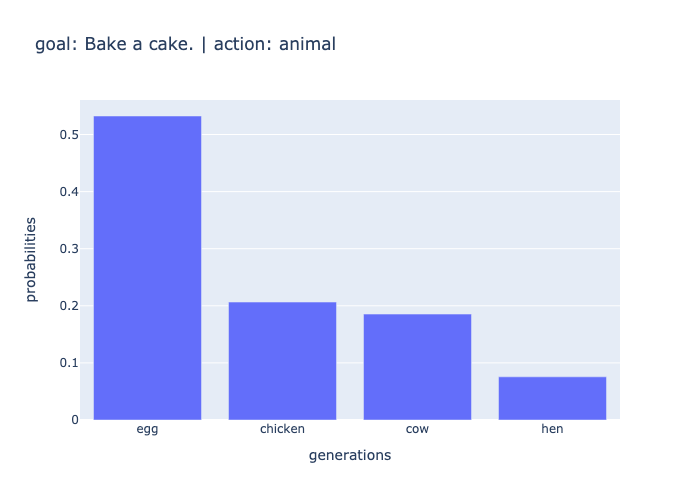 goal: Bake a cake. | action: animal
probabilities
0.5
0.4
0.3
0.2
0.1
0
egg chicken cow hen
generations